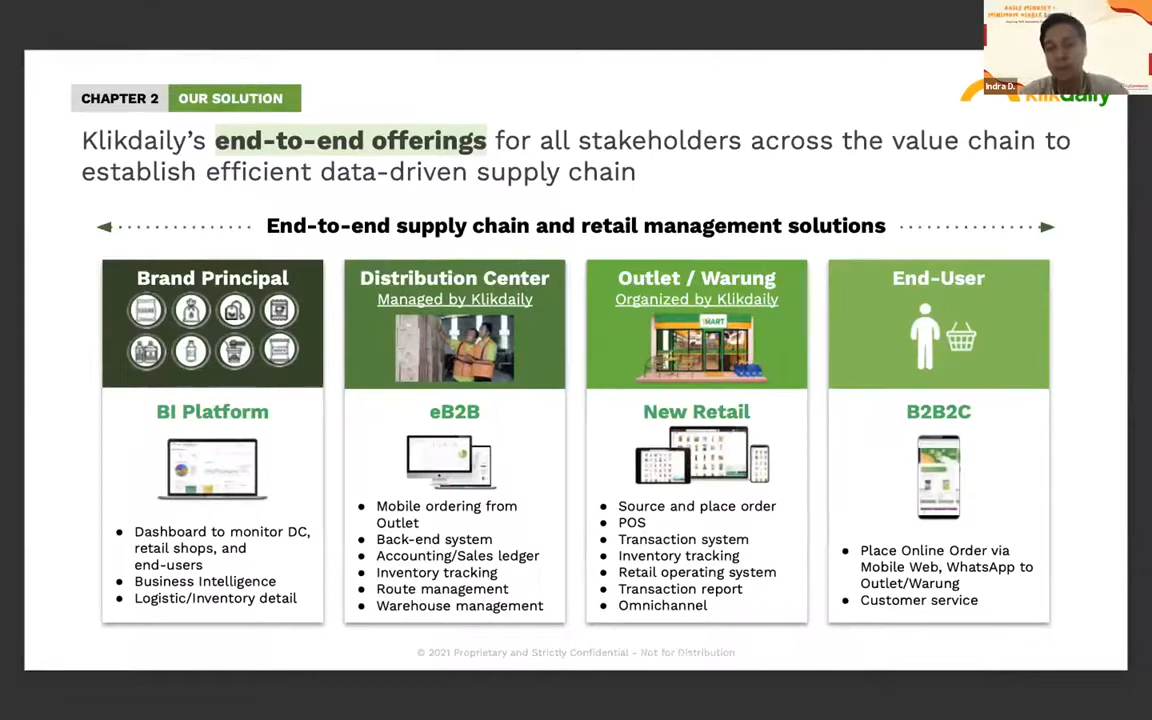 AGILE MINDSET :
CHAPTER 2 OUR SOLUTION
Indra D.
klikdaily
Klikdaily's end-to-end offerings for all stakeholders across the value chain to
establish efficient data-driven supply chain
End-to-end supply chain and retail management solutions
Brand Principal
Distribution Center
Managed by Klikdaily
Outlet / Warung
Organized by Klikdaily
MART
End-User
BI Platform
• Dashboard to monitor DC,
retail shops, and
end-users
• Business Intelligence
• Logistic/Inventory detail
eB2B
• Mobile ordering from
Outlet
• Back-end system
• Accounting/Sales ledger
• Inventory tracking
• Route management
• Warehouse management
New Retail
• Source and place order
• POS
• Transaction system
• Inventory tracking
• Retail operating system
• Transaction report
• Omnichannel
B2B2C
• Place Online Order via
Mobile Web, WhatsApp to
Outlet/Warung
• Customer service
© 2021 Proprietary and Strictly Confidential - Not for Distribution